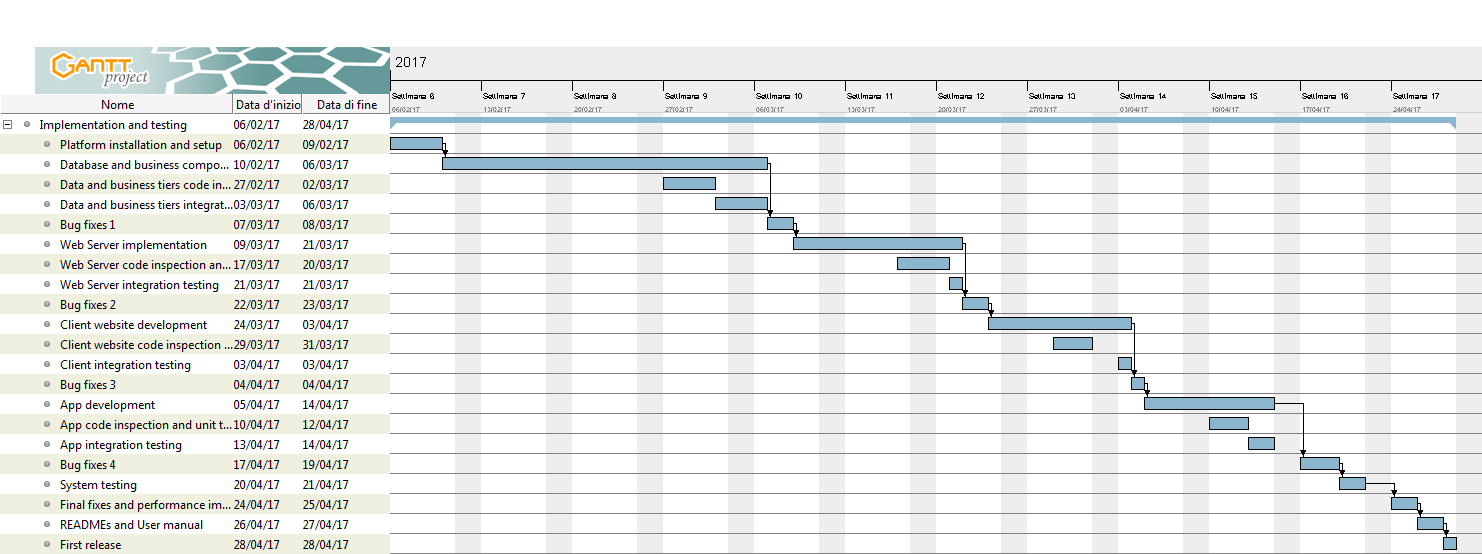 GANTT
project
2017
Settimana 6 Settimana 7 Settimana 8 Settimana 9 Settimana 10 Settimana 11 Settimana 12 Settimana 13 Settimana 14 Settimana 15 Settimana 16 Settimana 17
06/02/17 13/02/17 20/02/17 27/02/17 06/03/17 13/03/17 20/03/17 27/03/17 03/04/17 10/04/17 17/04/17 24/04/17
Nome Data d'inizio Data di fine
Implementation and testing 06/02/17 28/04/17
Platform installation and setup 06/02/17 09/02/17
Database and business compo... 10/02/17 06/03/17
Data and business tiers code in... 27/02/17 02/03/17
Data and business tiers integrat... 03/03/17 06/03/17
Bug fixes 1 07/03/17 08/03/17
Web Server implementation 09/03/17 21/03/17
Web Server code inspection an... 17/03/17 20/03/17
Web Server integration testing 21/03/17 21/03/17
Bug fixes 2 22/03/17 23/03/17
Client website development 24/03/17 03/04/17
Client website code inspection ... 29/03/17 31/03/17
Client integration testing 03/04/17 03/04/17
Bug fixes 3 04/04/17 04/04/17
App development 05/04/17 14/04/17
App code inspection and unit t... 10/04/17 12/04/17
App integration testing 13/04/17 14/04/17
Bug fixes 4 17/04/17 19/04/17
System testing 20/04/17 21/04/17
Final fixes and performance im... 24/04/17 25/04/17
READMEs and User manual 26/04/17 27/04/17
First release 28/04/17 28/04/17